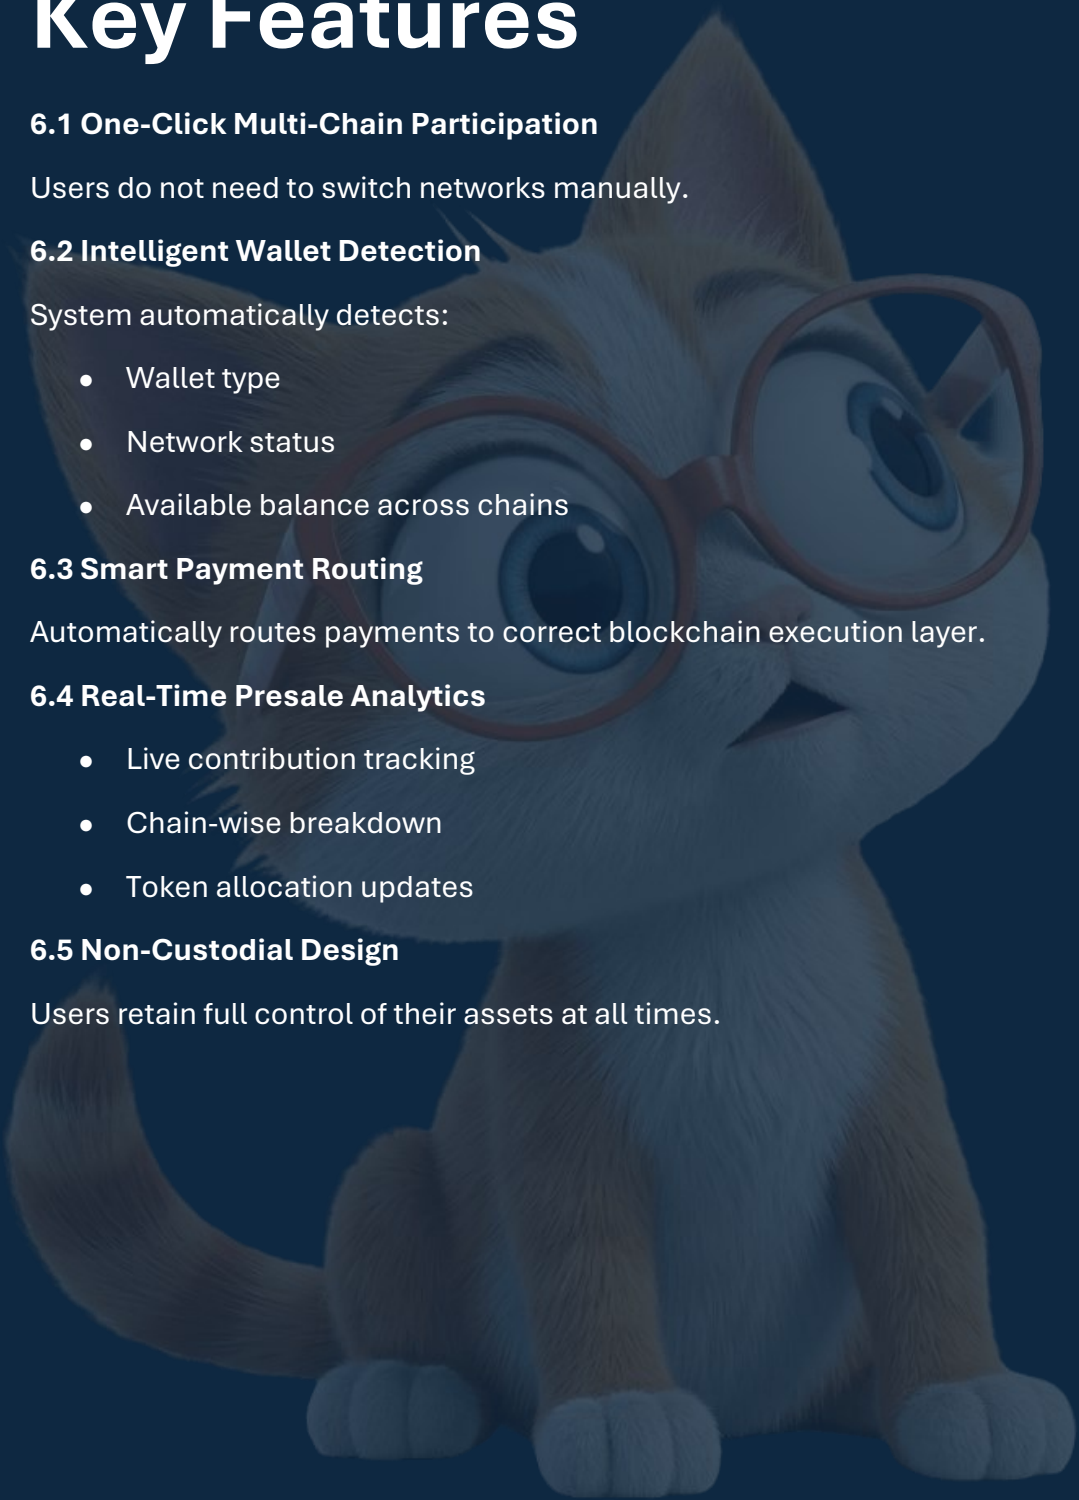 Key Features
6.1 One-Click Multi-Chain Participation
Users do not need to switch networks manually.
6.2 Intelligent Wallet Detection
System automatically detects:
● Wallet type
● Network status
● Available balance across chains
6.3 Smart Payment Routing
Automatically routes payments to correct blockchain execution layer.
6.4 Real-Time Presale Analytics
● Live contribution tracking
● Chain-wise breakdown
● Token allocation updates
6.5 Non-Custodial Design
Users retain full control of their assets at all times.